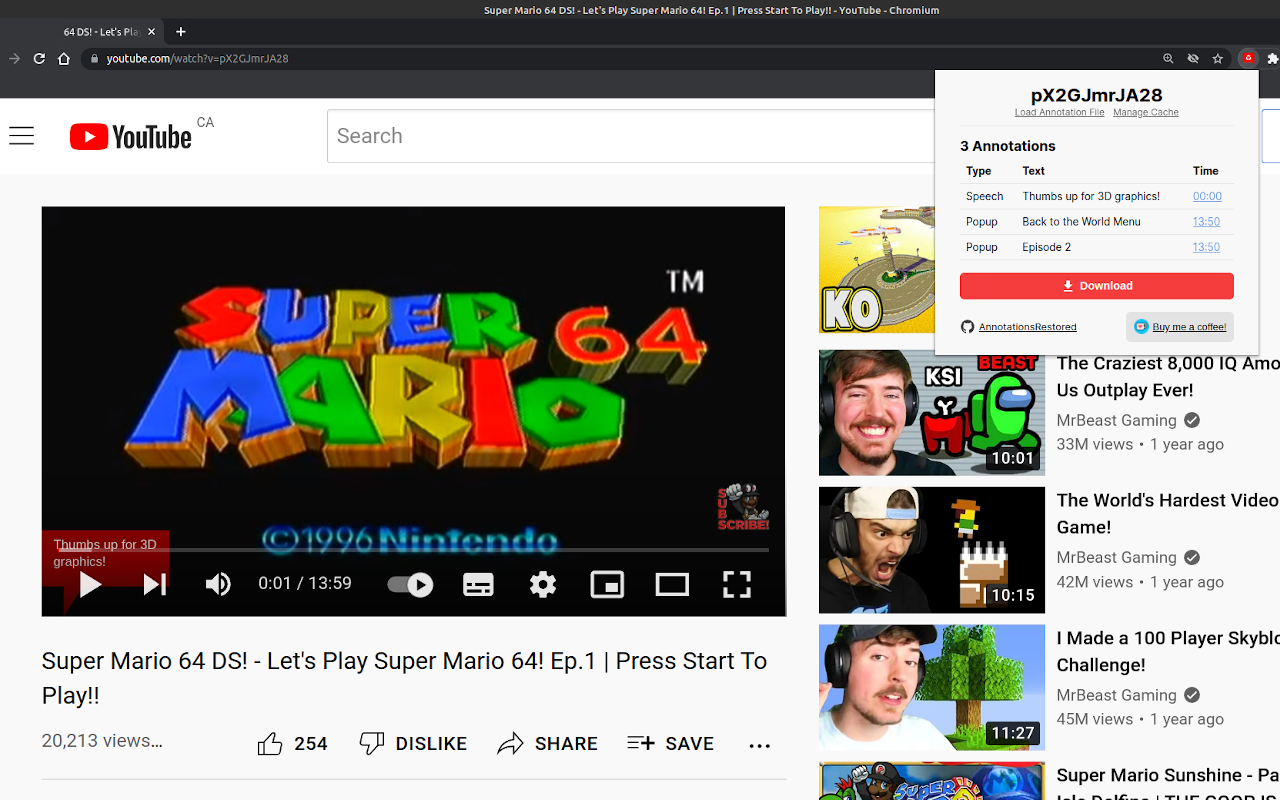 Super Mario 64 DS! - Let's Play Super Mario 64! Ep.1 | Press Start To Play!! - YouTube - Chromium
64 DS! - Let's Pla
youtube.com/watch?v=pX2GJmrJA28
pX2GJmrJA28
Load Annotation File Manage Cache
3 Annotations
Type Text Time
Speech Thumbs up for 3D graphics! 00:00
Popup Back to the World Menu 13:50
Popup Episode 2 13:50
Download
AnnotationsRestored Buy me a coffee!
YouTube CA
Search
TM
SUPER 64
MARIO
©1996 Nintendo
SUB
SCRIBE!
Thumbs up for 3D
graphics!
0:01 / 13:59
Super Mario 64 DS! - Let's Play Super Mario 64! Ep.1 | Press Start To
Play!!
20,213 views...
254 DISLIKE SHARE SAVE
KO
KSI BEAST
Y
10:01
The Craziest 8,000 IQ Amo
Us Outplay Ever!
MrBeast Gaming
33M views • 1 year ago
10:15
The World's Hardest Video
Game!
MrBeast Gaming
42M views • 1 year ago
11:27
I Made a 100 Player Skyblo
Challenge!
MrBeast Gaming
45M views • 1 year ago
SUPER
Super Mario Sunshine - Pa